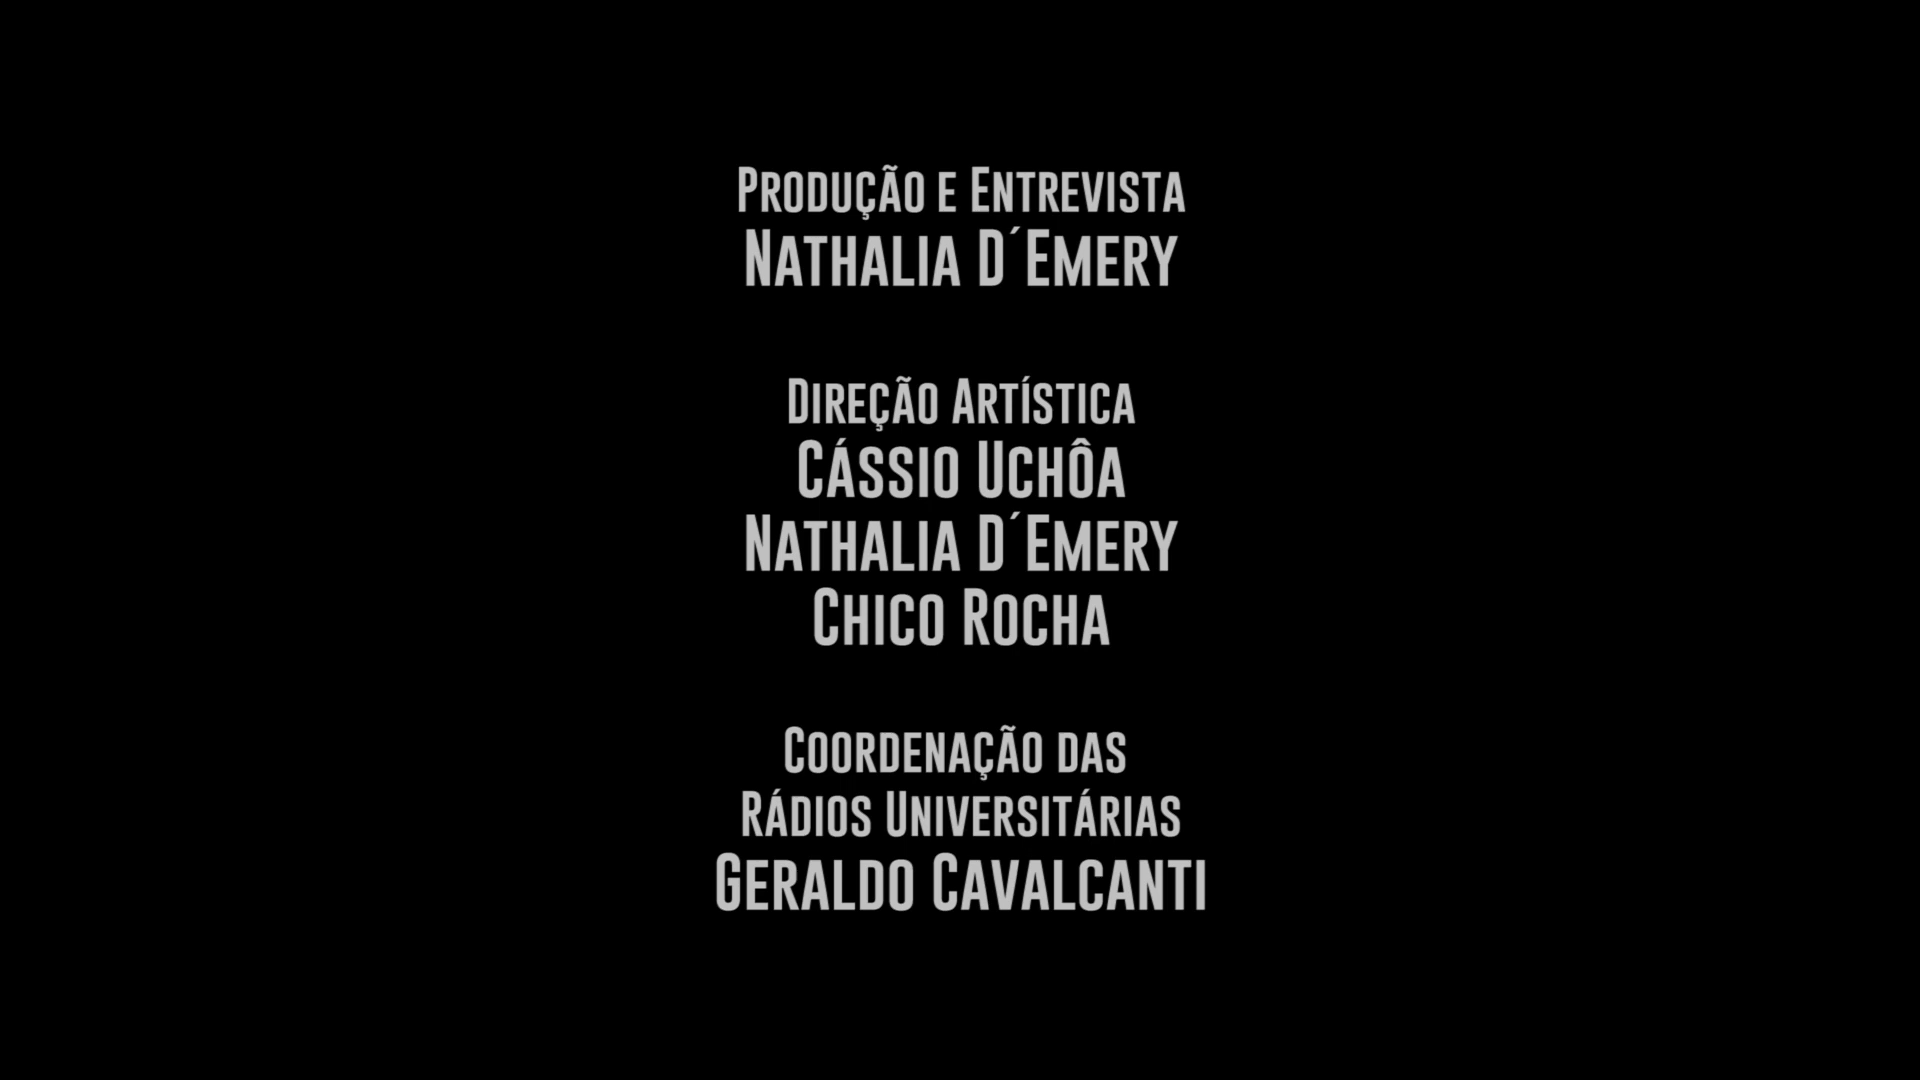 Produção e Entrevista
Nathalia D´Emery
Direção Artística
Cássio Uchôa
Nathalia D´Emery
Chico Rocha
Coordenação das
Rádios Universitárias
Geraldo Cavalcanti